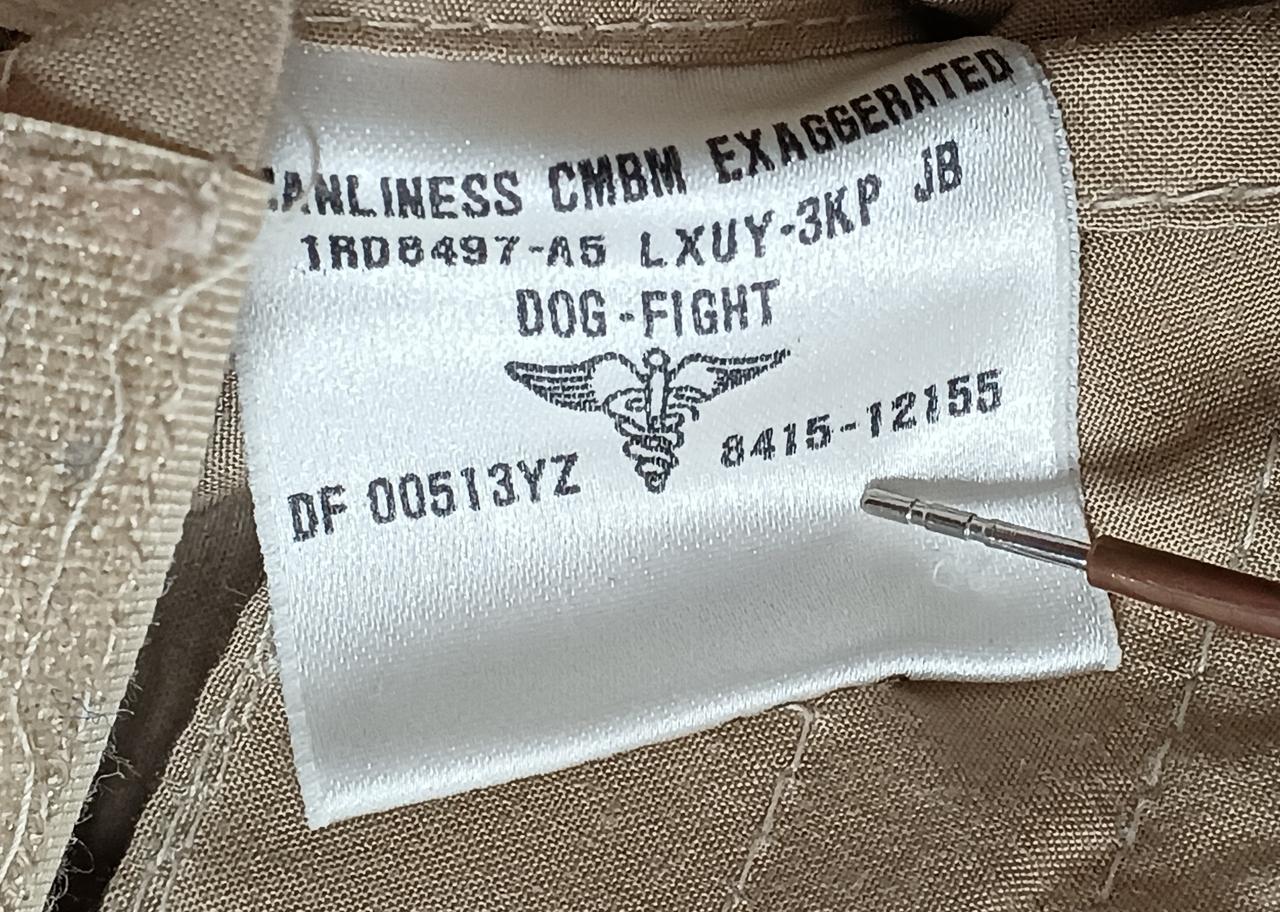 CMBM EXAGGERATED
1RD8497-A5 LXUY-3KP JB
DOG-FIGHT
DF 00513YZ 8415-12155